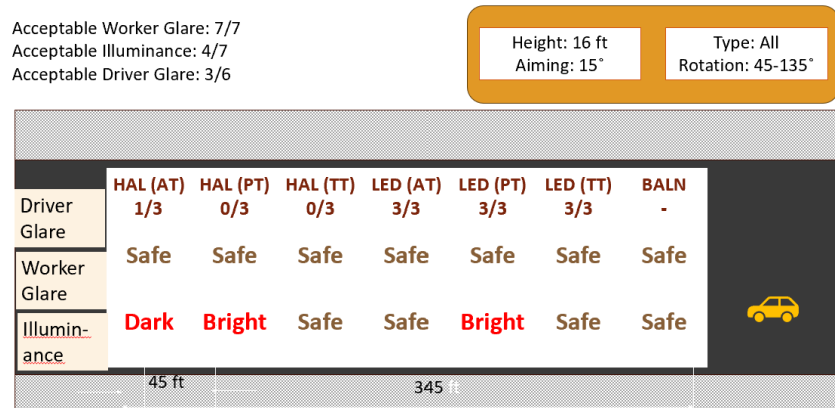 Acceptable Worker Glare: 7/7
Acceptable Illuminance: 4/7
Acceptable Driver Glare: 3/6
Height: 16 ft
Aiming: 15˚
Type: All
Rotation: 45-135˚
HAL (AT) HAL (PT) HAL (TT) LED (AT) LED (PT) LED (TT) BALN
Driver
Glare
1/3 0/3 0/3 3/3 3/3 3/3 -
Worker
Glare
Safe Safe Safe Safe Safe Safe Safe
Illumin-
ance
Dark Bright Safe Safe Bright Safe Safe
45 ft
345 ft